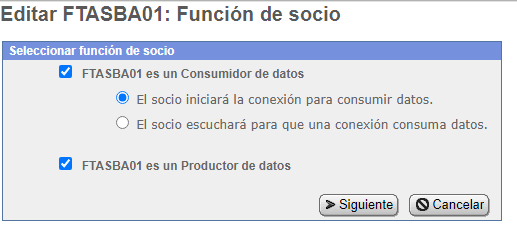 Editar FTASBA01: Función de socio
Seleccionar función de socio
FTASBA01 es un Consumidor de datos
El socio iniciará la conexión para consumir datos.
El socio escuchará para que una conexión consuma datos.
FTASBA01 es un Productor de datos
Siguiente Cancelar